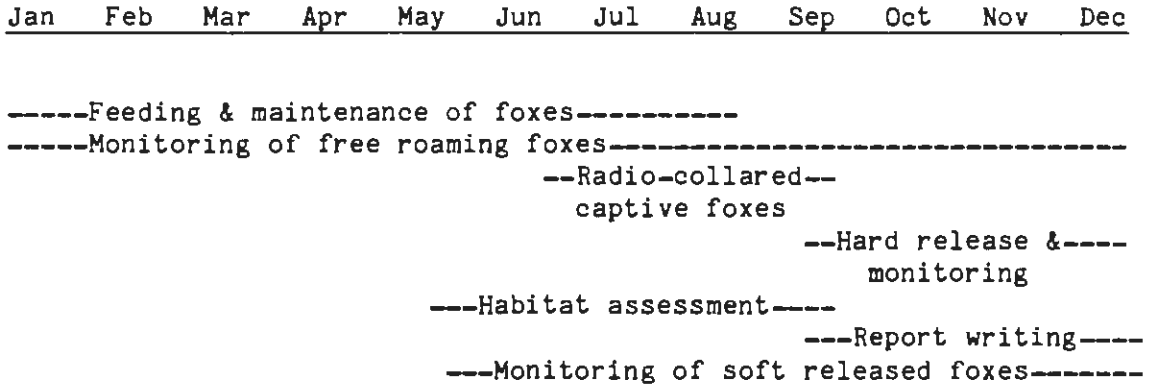 Jan Feb Mar Apr May Jun Jul Aug Sep Oct Nov Dec
-----Feeding & maintenance of foxes----------
-----Monitoring of free roaming foxes--------------------------------
--Radio-collared--
captive foxes
--Hard release &----
monitoring
---Habitat assessment----
---Report writing----
---Monitoring of soft released foxes-------